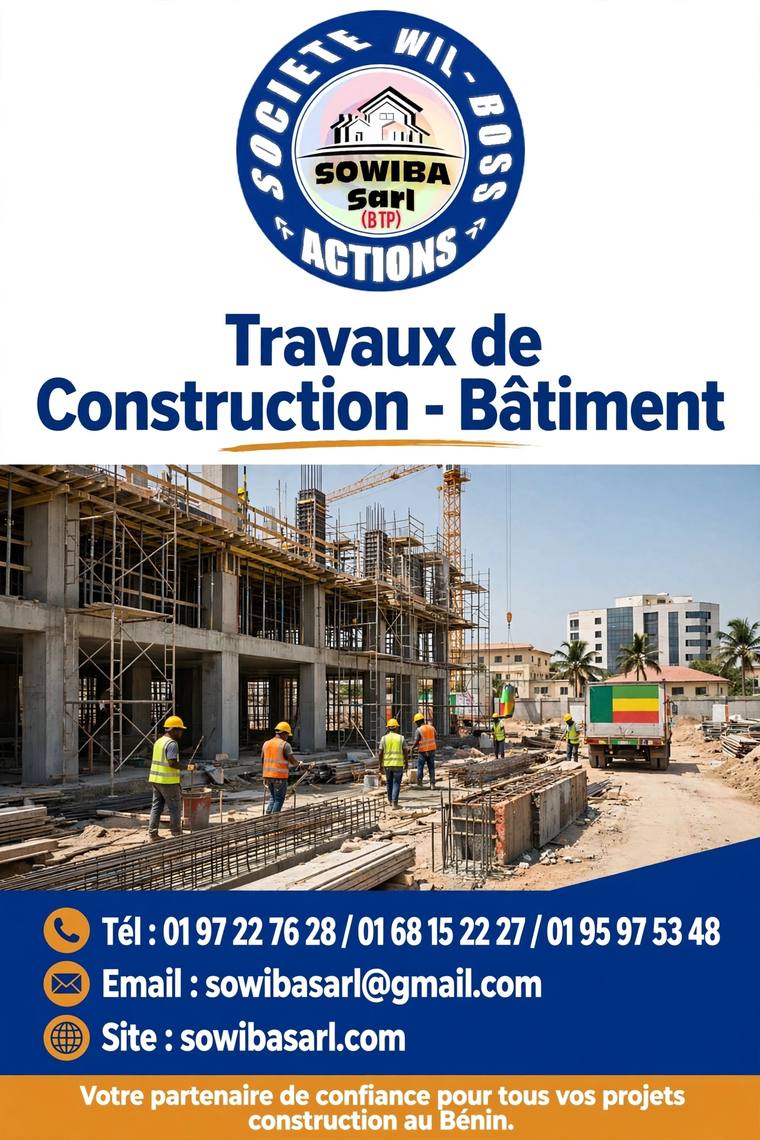 SOCIETE WIL-BOSS
« ACTIONS »
SOWIBA
Sarl
(BTP)
Travaux de
Construction - Bâtiment
Tél : 01 97 22 76 28 / 01 68 15 22 27 / 01 95 97 53 48
Email : sowibasarl@gmail.com
Site : sowibasarl.com
Votre partenaire de confiance pour tous vos projets
construction au Bénin.